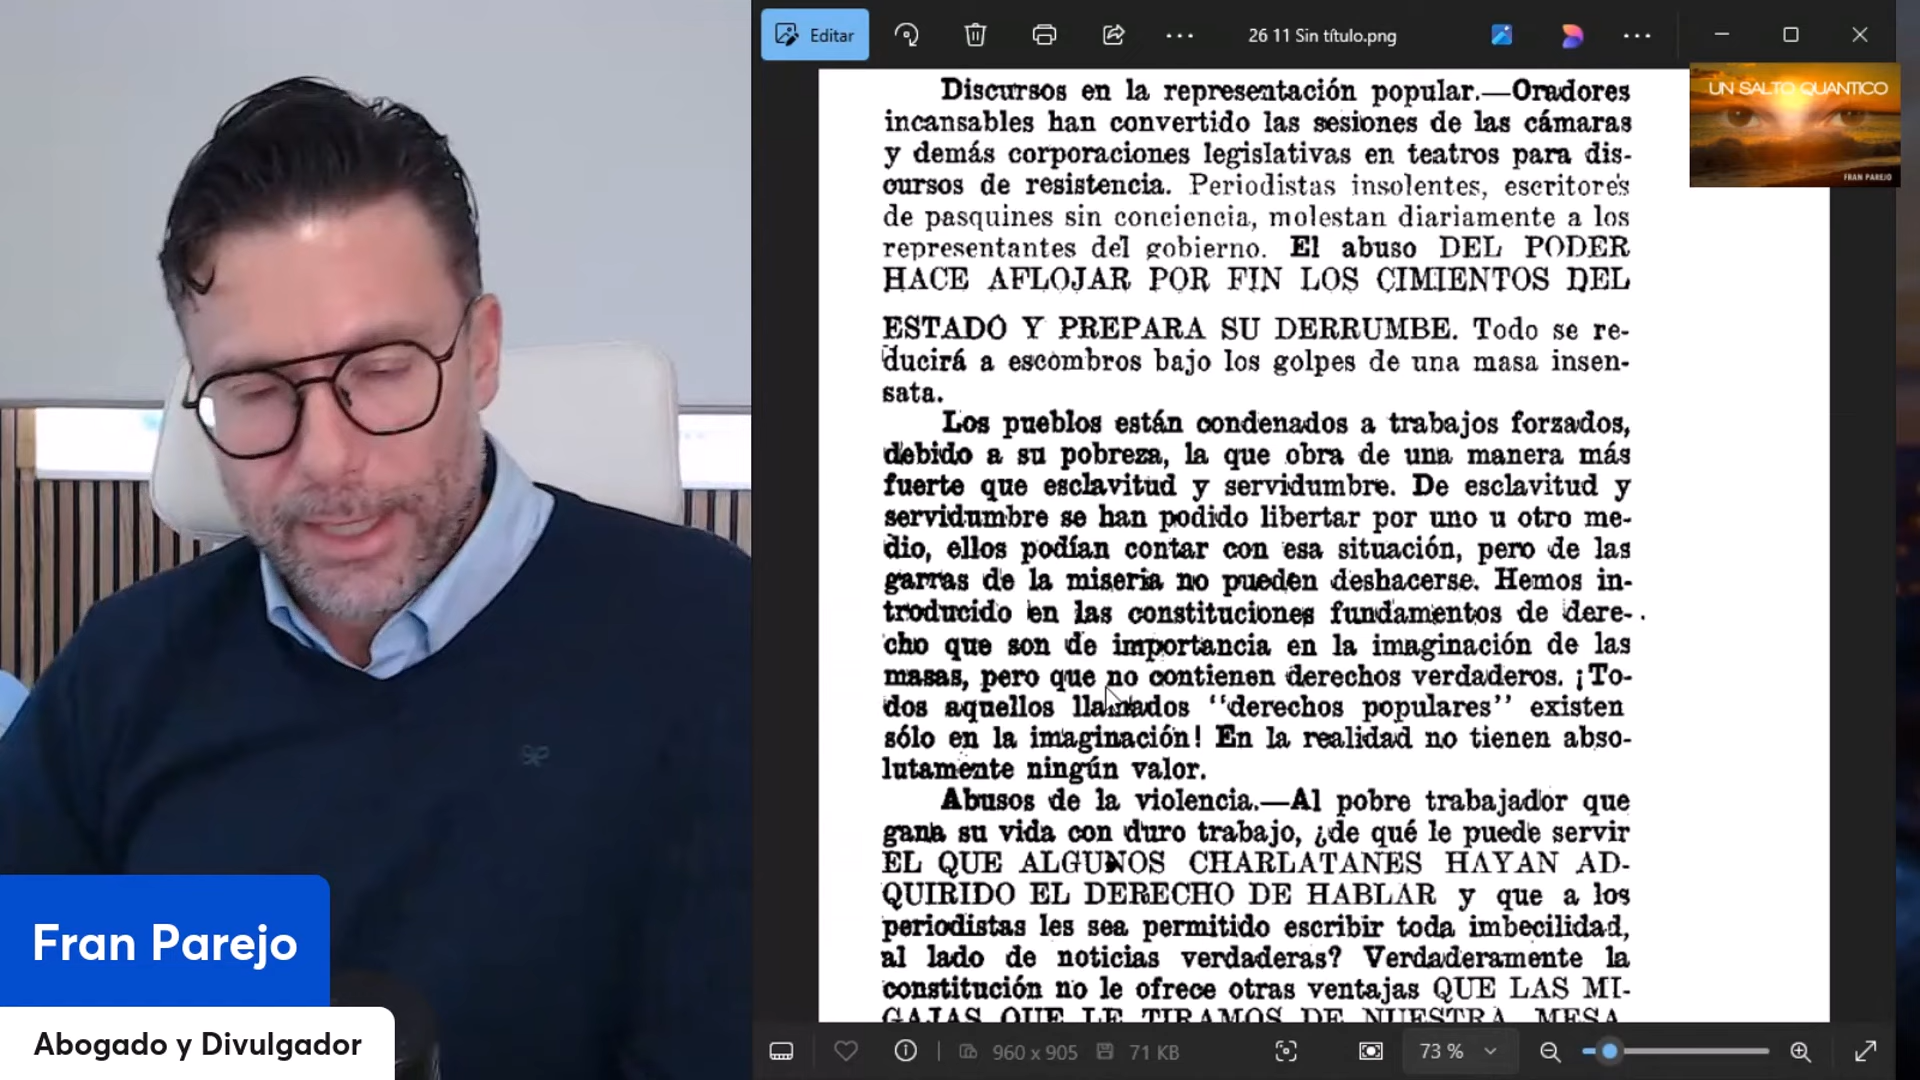 Editar
26 11 Sin título.png
UN SALTO QUANTICO
FRAN PAREJO
Discursos en la representación popular.—Oradores
incansables han convertido las sesiones de las cámaras
y demás corporaciones legislativas en teatros para dis-
cursos de resistencia. Periodistas insolentes, escritores
de pasquines sin conciencia, molestan diariamente a los
representantes del gobierno. El abuso DEL PODER
HACE AFLOJAR POR FIN LOS CIMIENTOS DEL
ESTADO Y PREPARA SU DERRUMBE. Todo se re-
ducirá a escombros bajo los golpes de una masa insen-
sata.
Los pueblos están condenados a trabajos forzados,
debido a su pobreza, la que obra de una manera más
fuerte que esclavitud y servidumbre. De esclavitud y
servidumbre se han podido libertar por uno u otro me-
dio, ellos podían contar con esa situación, pero de las
garras de la miseria no pueden deshacerse. Hemos in-
troducido en las constituciones fundamentos de dere-
cho que son de importancia en la imaginación de las
masas, pero que no contienen derechos verdaderos. ¡To-
dos aquellos llamados "derechos populares" existen
sólo en la imaginación! En la realidad no tienen abso-
lutamente ningún valor.
Abusos de la violencia.—Al pobre trabajador que
gana su vida con duro trabajo, ¿de qué le puede servir
EL QUE ALGUNOS CHARLATANES HAYAN AD-
QUIRIDO EL DERECHO DE HABLAR y que a los
periodistas les sea permitido escribir toda imbecilidad,
al lado de noticias verdaderas? Verdaderamente la
constitución no le ofrece otras ventajas QUE LAS MI-
GAJAS QUE LE TIRAMOS DE NUESTRA MESA
Fran Parejo
Abogado y Divulgador
960 x 905
71 KB
73 %